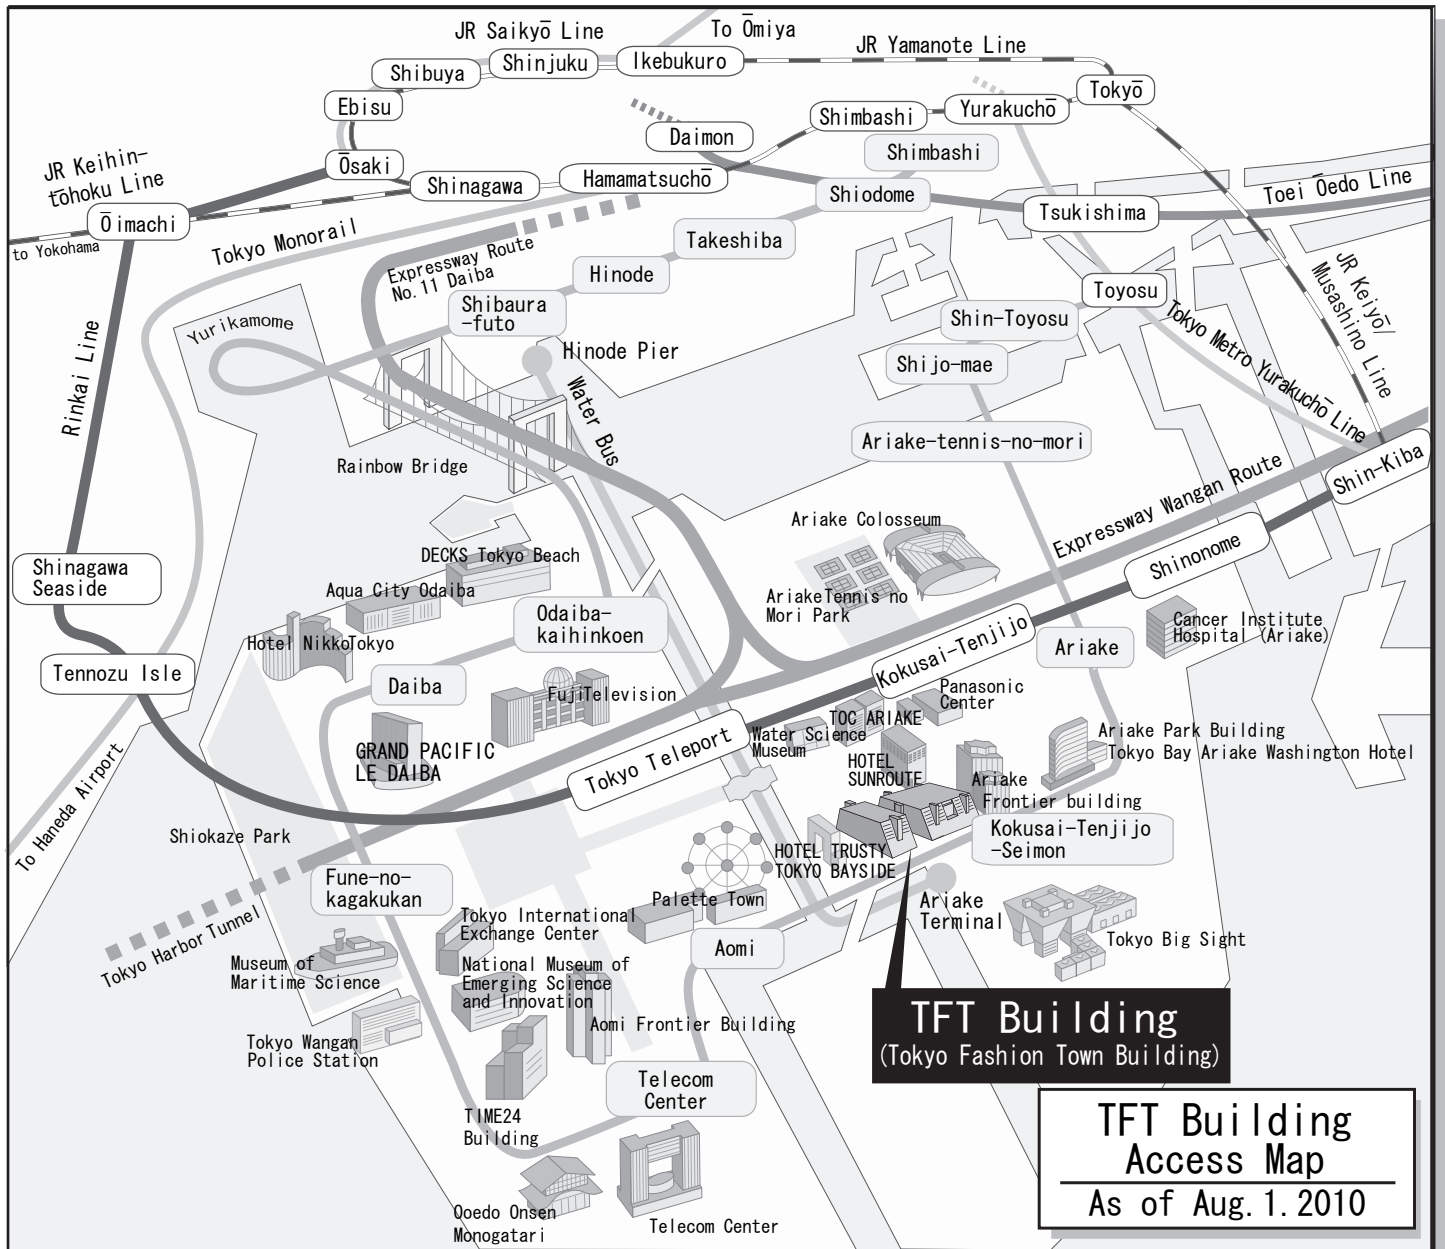 To Ōmiya
JR Saikyō Line
JR Yamanote Line
Shibuya
Shinjuku
Ikebukuro
Tokyō
Ebisu
Yurakuchō
Shimbashi
Daimon
Shimbashi
JR Keihin-
tōhoku Line
Ōsaki
Shinagawa
Hamamatsuchō
Shiodome
Toei Ōedo Line
Ōimachi
Tsukishima
to Yokohama
Tokyo Monorail
Takeshiba
Expressway Route
No.11 Daiba
Hinode
JR Keiyō/
Musashino Line
Toyosu
Shibaura
-futo
Yurikamome
Shin-Toyosu
Tokyo Metro Yurakuchō Line
Hinode Pier
Shijo-mae
Rinkai Line
Water Bus
Ariake-tennis-no-mori
Rainbow Bridge
Shin-Kiba
Expressway Wangan Route
Ariake Colosseum
DECKS Tokyo Beach
Shinonome
Shinagawa
Seaside
Aqua City Odaiba
AriakeTennis no
Mori Park
Odaiba-
kaihinkoen
Cancer Institute
Hospital (Ariake)
Hotel NikkoTokyo
Kokusai-Tenjijo
Ariake
Tennozu Isle
Daiba
FujiTelevision
Panasonic
Center
TOC ARIAKE
Water Science
Museum
Ariake Park Building
Tokyo Bay Ariake Washington Hotel
GRAND PACIFIC
LE DAIBA
Tokyo Teleport
HOTEL
SUNROUTE
Ariake
Frontier building
To Haneda Airport
Shiokaze Park
Kokusai-Tenjijo
-Seimon
HOTEL TRUSTY
TOKYO BAYSIDE
Fune-no-
kagakukan
Palette Town
Ariake
Terminal
Tokyo Harbor Tunnel
Tokyo International
Exchange Center
Aomi
Tokyo Big Sight
Museum of
Maritime Science
National Museum of
Emerging Science
and Innovation
TFT Building
(Tokyo Fashion Town Building)
Aomi Frontier Building
Tokyo Wangan
Police Station
Telecom
Center
TIME24
Building
TFT Building
Access Map
As of Aug.1.2010
Ooedo Onsen
Monogatari
Telecom Center